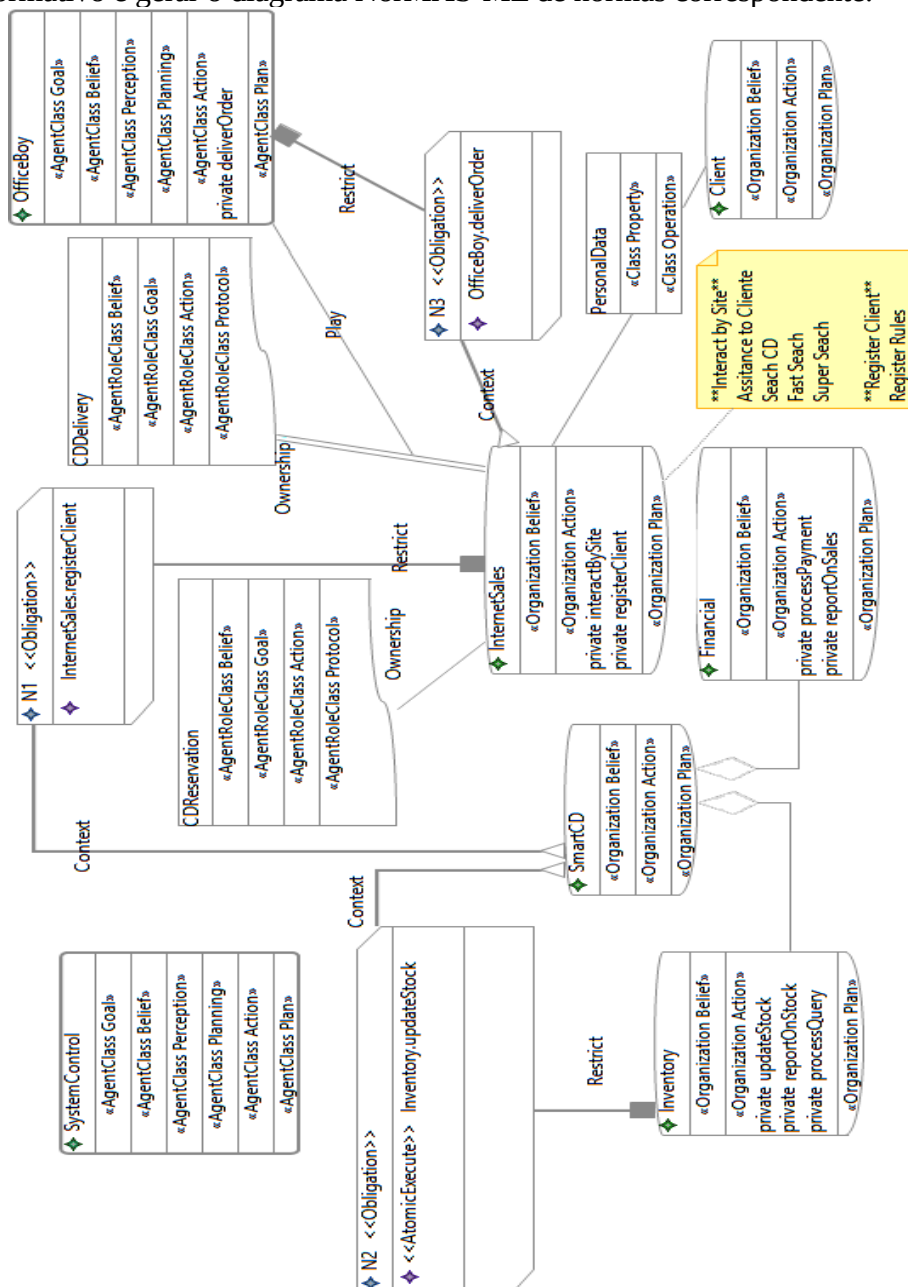 ormativo e gerar o diagrama NorMAS-ML de normas correspondente.
SystemControl
«AgentClass Goal»
«AgentClass Belief»
«AgentClass Perception»
«AgentClass Planning»
«AgentClass Action»
«AgentClass Plan»
N1 <<Obligation>>
InternetSales.registerClient
Context
Restrict
OfficeBoy
«AgentClass Goal»
«AgentClass Belief»
«AgentClass Perception»
«AgentClass Planning»
«AgentClass Action»
private deliverOrder
«AgentClass Plan»
CDDelivery
«AgentRoleClass Belief»
«AgentRoleClass Goal»
«AgentRoleClass Action»
«AgentRoleClass Protocol»
Ownership
Play
Restrict
CDReservation
«AgentRoleClass Belief»
«AgentRoleClass Goal»
«AgentRoleClass Action»
«AgentRoleClass Protocol»
Ownership
N2 <<Obligation>>
<<AtomicExecute>> Inventory.updateStock
Context
Restrict
N3 <<Obligation>>
OfficeBoy.deliverOrder
Context
InternetSales
«Organization Belief»
«Organization Action»
private interactBySite
private registerClient
«Organization Plan»
SmartCD
«Organization Belief»
«Organization Action»
«Organization Plan»
PersonalData
«Class Property»
«Class Operation»
Inventory
«Organization Belief»
«Organization Action»
private updateStock
private reportOnStock
private processQuery
«Organization Plan»
Financial
«Organization Belief»
«Organization Action»
private processPayment
private reportOnSales
«Organization Plan»
**Interact by Site**
Assitance to Cliente
Seach CD
Fast Seach
Super Seach
**Register Client**
Register Rules
Client
«Organization Belief»
«Organization Action»
«Organization Plan»